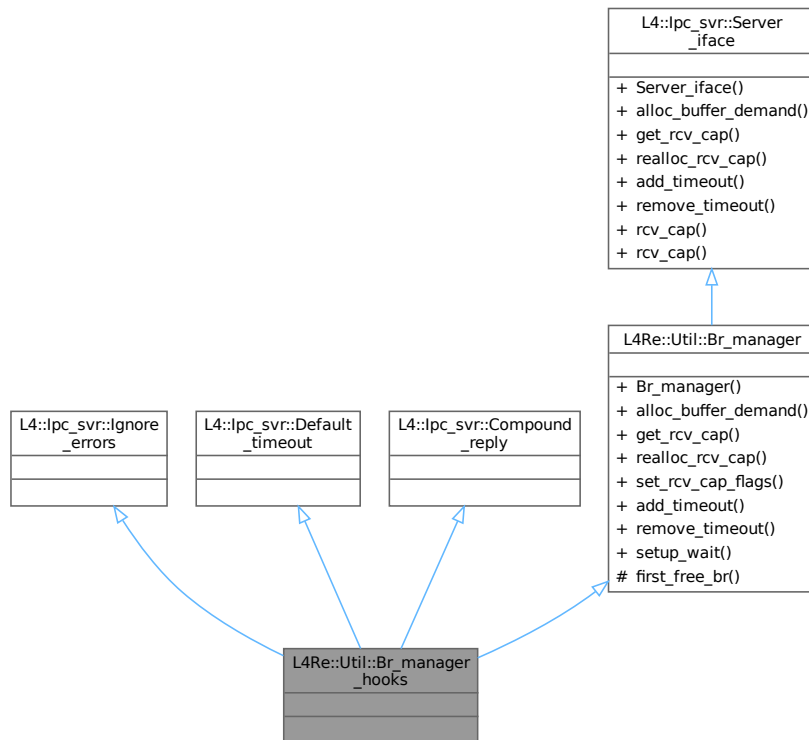 L4::Ipc_svr::Server
_iface
+ Server_iface()
+ alloc_buffer_demand()
+ get_rcv_cap()
+ realloc_rcv_cap()
+ add_timeout()
+ remove_timeout()
+ rcv_cap()
+ rcv_cap()
L4Re::Util::Br_manager
+ Br_manager()
+ alloc_buffer_demand()
+ get_rcv_cap()
+ realloc_rcv_cap()
+ set_rcv_cap_flags()
+ add_timeout()
+ remove_timeout()
+ setup_wait()
# first_free_br()
L4::Ipc_svr::Ignore
_errors
L4::Ipc_svr::Default
_timeout
L4::Ipc_svr::Compound
_reply
L4Re::Util::Br_manager
_hooks